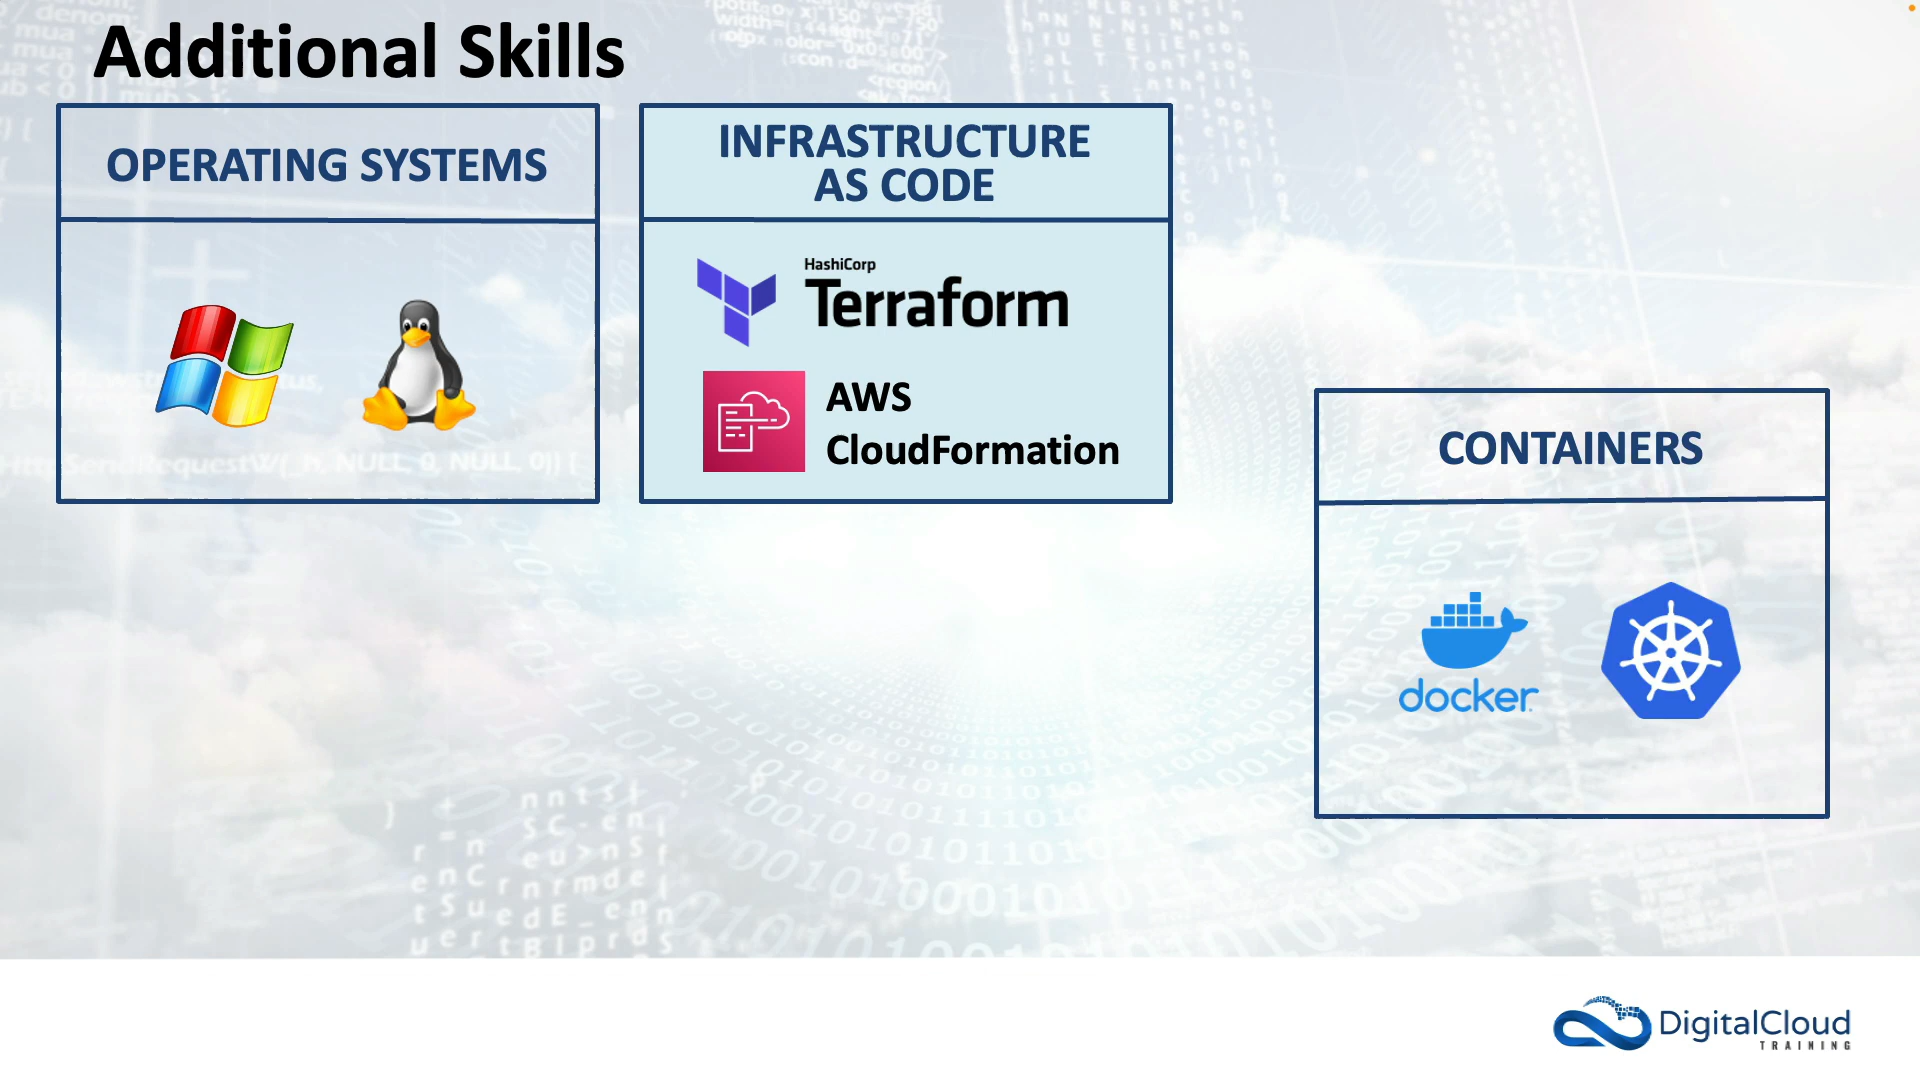 Additional Skills
OPERATING SYSTEMS
INFRASTRUCTURE
AS CODE
HashiCorp
Terraform
AWS
CloudFormation
CONTAINERS
docker
DigitalCloud
TRAINING